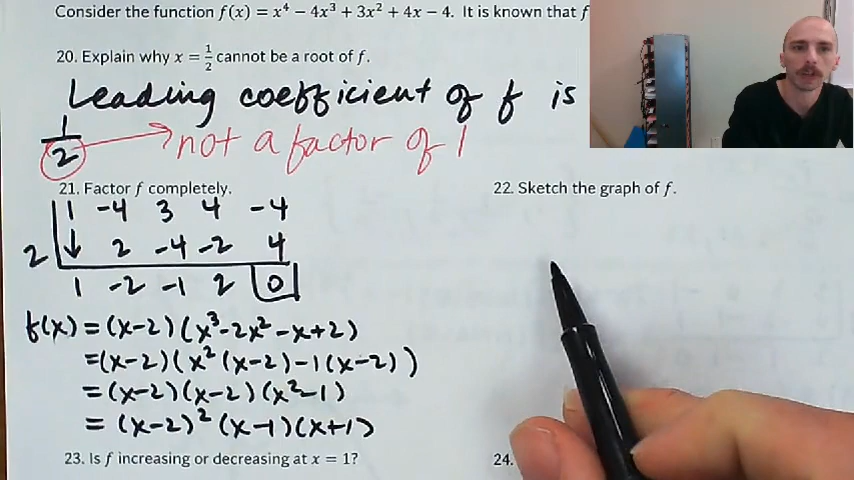 Consider the function f(x) = x⁴ − 4x³ + 3x² + 4x − 4. It is known that f
20. Explain why x = 1/2 cannot be a root of f.
Leading coefficient of f is
1/2 → not a factor of 1
21. Factor f completely.
22. Sketch the graph of f.
1 -4 3 4 -4
2 ↓ 2 -4 -2 4
1 -2 -1 2 0
f(x) = (x-2)(x³-2x²-x+2)
=(x-2)(x²(x-2)-1(x-2))
= (x-2)(x-2)(x²-1)
= (x-2)²(x-1)(x+1)
23. Is f increasing or decreasing at x = 1?
24.